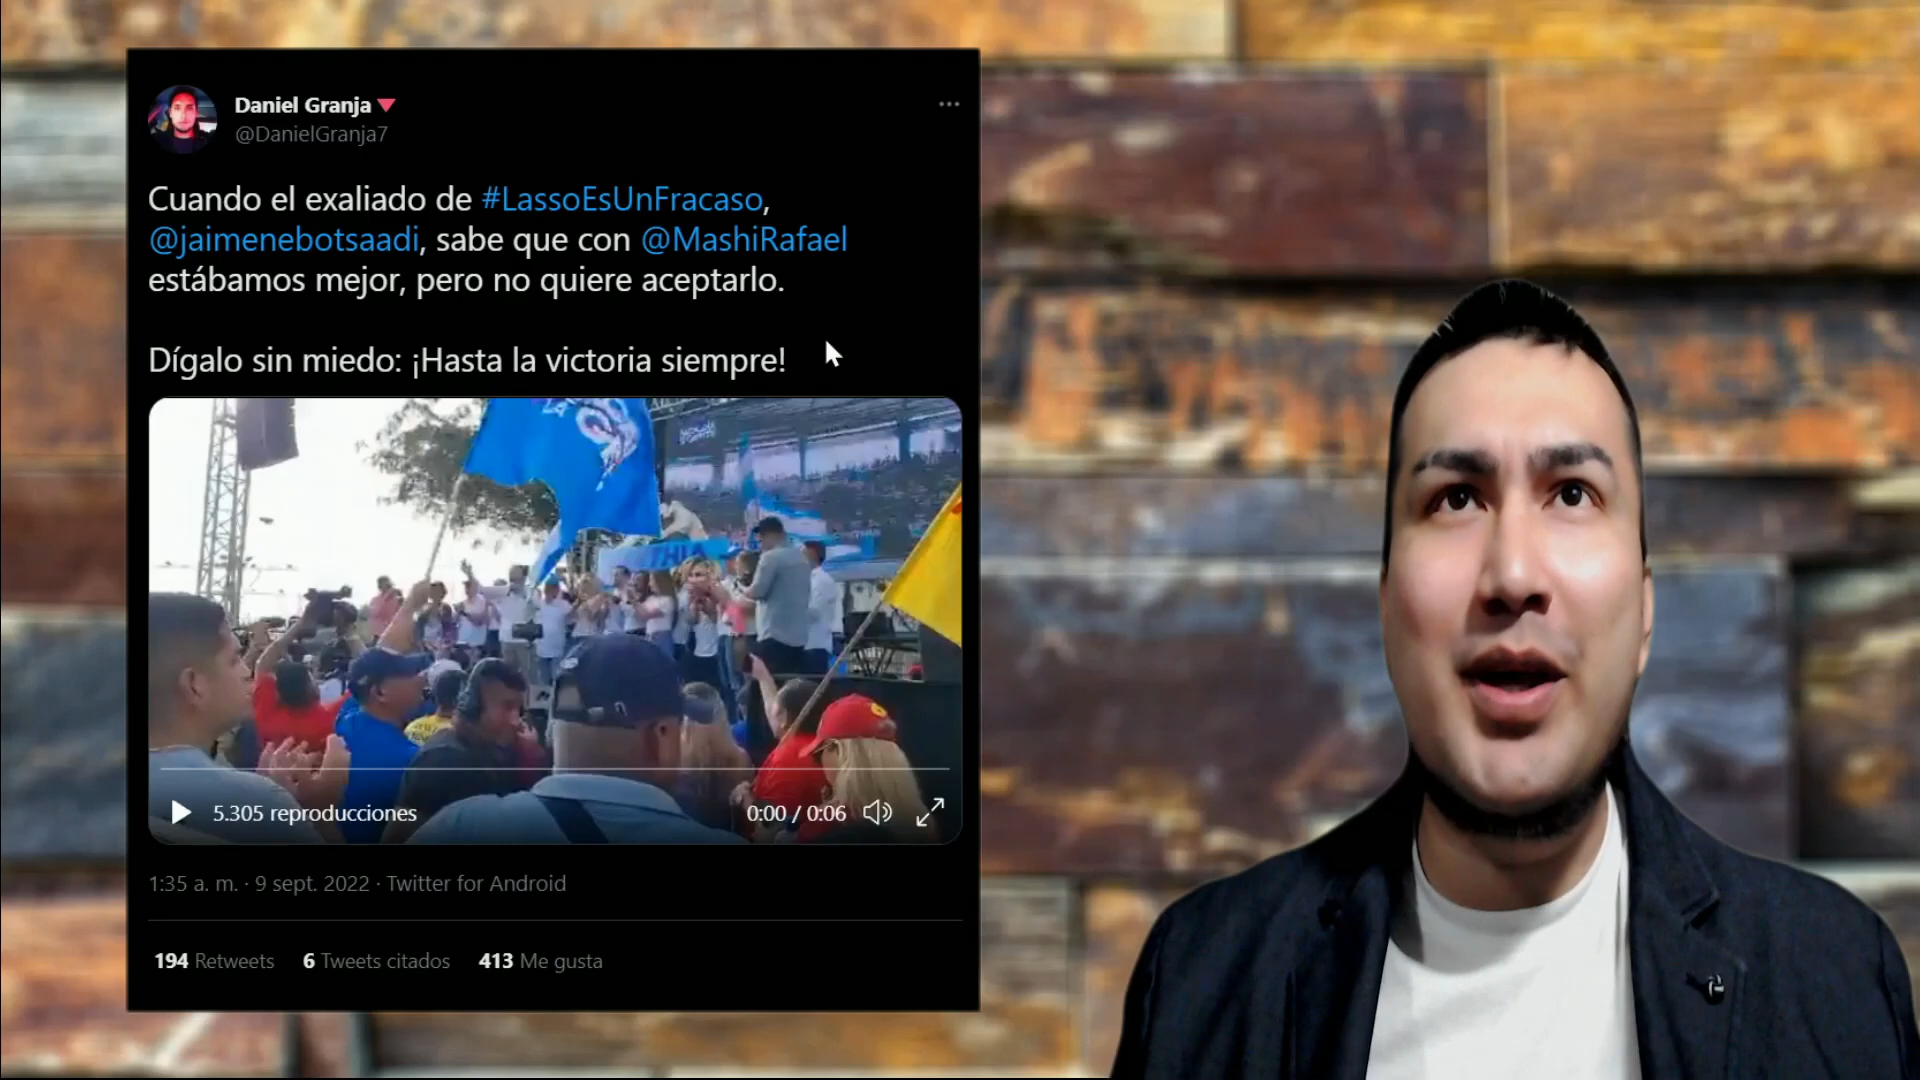 Daniel Granja
@DanielGranja7
Cuando el exaliado de #LassoEsUnFracaso,
@jaimenebotsaadi, sabe que con @MashiRafael
estábamos mejor, pero no quiere aceptarlo.
Dígalo sin miedo: ¡Hasta la victoria siempre!
THIA
5.305 reproducciones
0:00 / 0:06
1:35 a. m. · 9 sept. 2022 · Twitter for Android
194 Retweets 6 Tweets citados 413 Me gusta